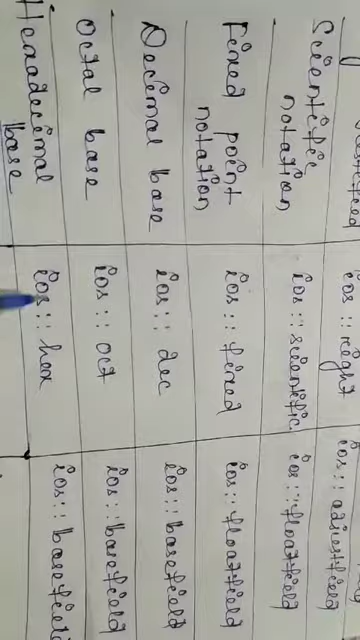 ios :: right ios :: adjustfield
Scientific
notation ios :: scientific ios :: floatfield
Fixed point
notation ios :: fixed ios :: floatfield
Decimal base ios :: dec ios :: basefield
Octal base ios :: oct ios :: basefield
Hexadecimal
base ios :: hex ios :: basefield